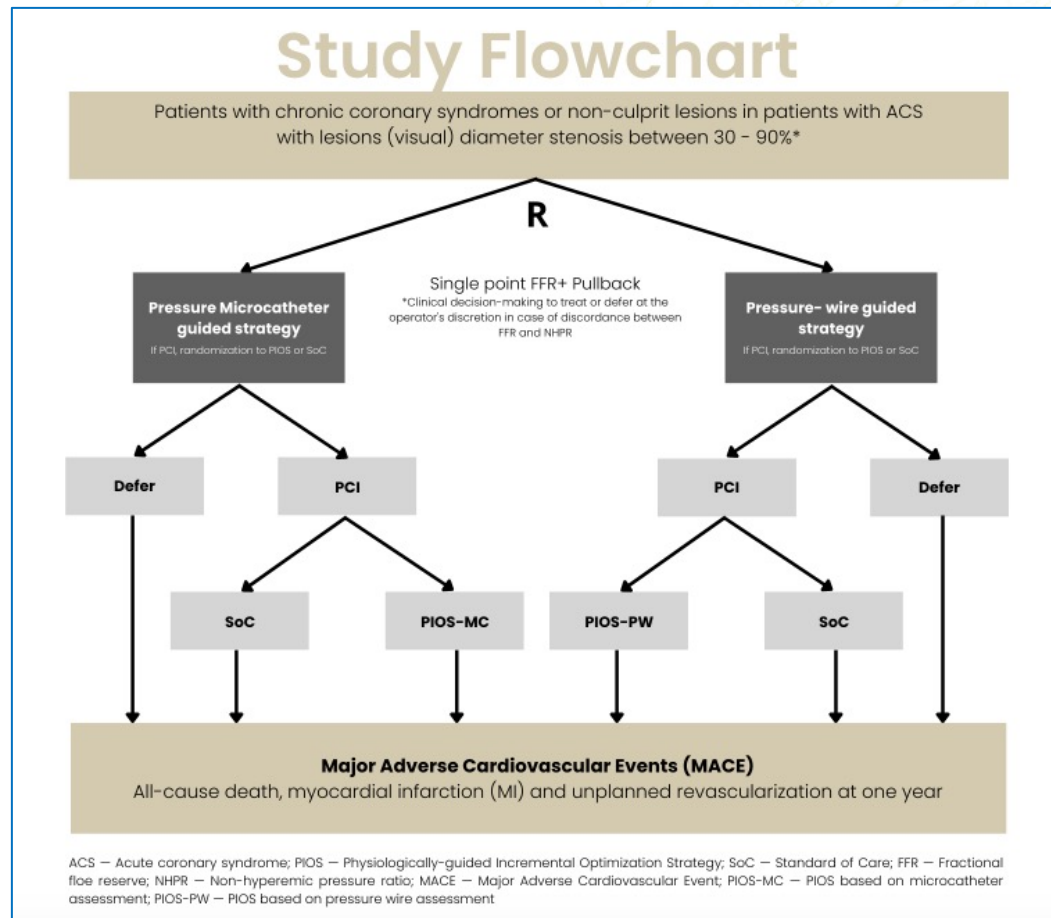 Study Flowchart
Patients with chronic coronary syndromes or non-culprit lesions in patients with ACS
with lesions (visual) diameter stenosis between 30 - 90%*
R
Pressure Microcatheter
guided strategy
If PCI, randomization to PIOS or SoC
Single point FFR+ Pullback
*Clinical decision-making to treat or defer at the
operator's discretion in case of discordance between
FFR and NHPR
Pressure- wire guided
strategy
If PCI, randomization to PIOS or SoC
Defer
PCI
PCI
Defer
SoC
PIOS-MC
PIOS-PW
SoC
Major Adverse Cardiovascular Events (MACE)
All-cause death, myocardial infarction (MI) and unplanned revascularization at one year
ACS — Acute coronary syndrome; PIOS — Physiologically-guided Incremental Optimization Strategy; SoC — Standard of Care; FFR — Fractional
floe reserve; NHPR — Non-hyperemic pressure ratio; MACE — Major Adverse Cardiovascular Event; PIOS-MC — PIOS based on microcatheter
assessment; PIOS-PW — PIOS based on pressure wire assessment